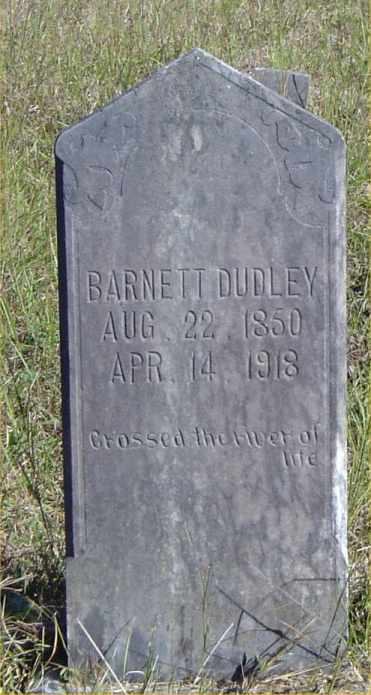 BARNETT DUDLEY
AUG. 22. 1850
APR. 14. 1918
Crossed the river of
life